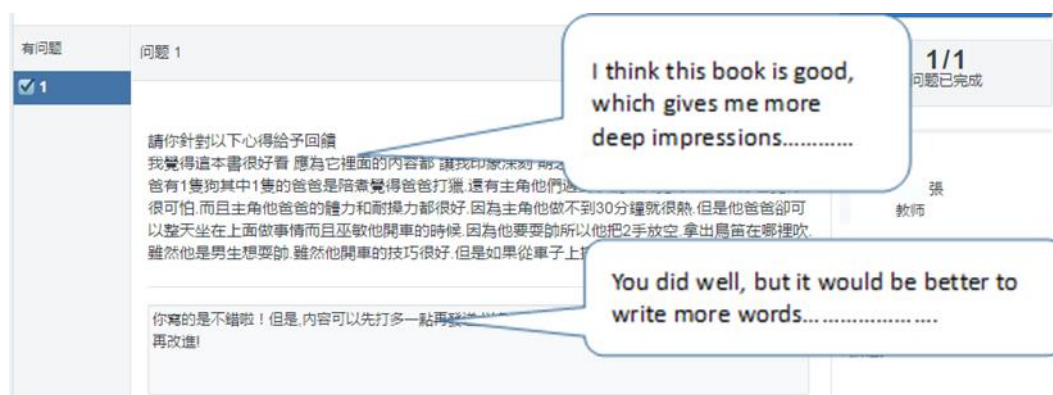 有问题
问题 1
1
1/1
问题已完成
張
教师
I think this book is good,
which gives me more
deep impressions............
請你針對以下心得給予回饋
我覺得這本書很好看 應為它裡面的內容都 讓我印象深刻
爸有1隻狗其中1隻的爸爸是陪煮覺得爸爸打獵.還有主角他們
很可怕.而且主角他爸爸的體力和耐操力都很好.因為主角他做不到30分鐘就很熱.但是他爸爸卻可
以整天坐在上面做事情而且巫敏他開車的時候.因為他要耍帥所以他把2手放空.拿出鳥笛在哪裡吹.
雖然他是男生想耍帥.雖然他開車的技巧很好.但是如果從車子上
You did well, but it would be better to
write more words.....................
你寫的是不錯啦！但是,內容可以先打多一點再發送
再改進!